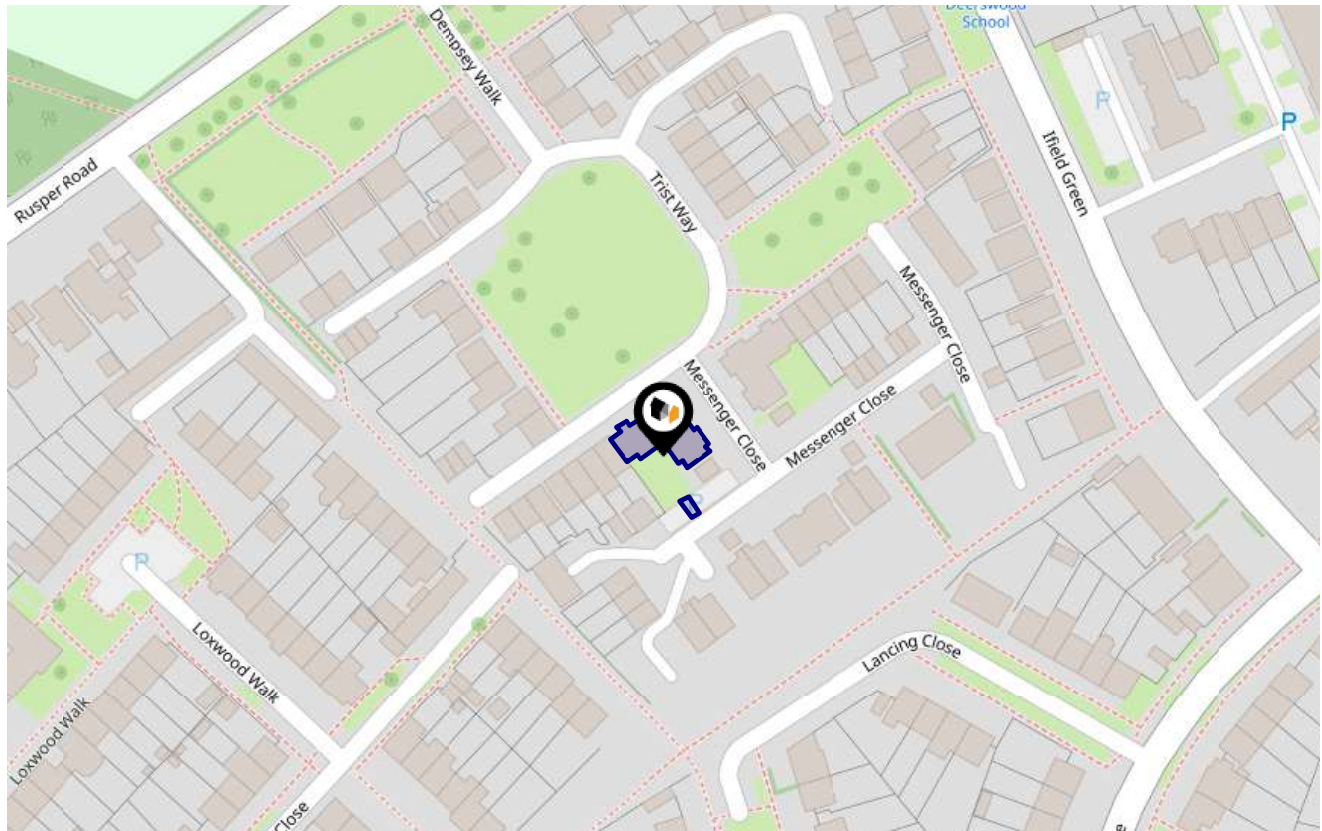 Deerswood
School
Dempsey Walk
Rusper Road
Trist Way
Ifield Green
P
P
Messenger Close
Messenger Close
Messenger Close
P
P
Loxwood Walk
Loxwood Walk
Lancing Close
Close
e